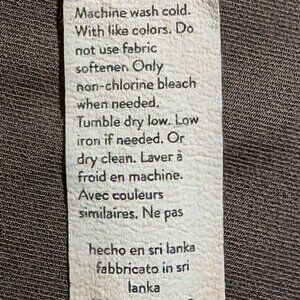 Machine wash cold.
With like colors. Do
not use fabric
softener. Only
non-chlorine bleach
when needed.
Tumble dry low. Low
iron if needed. Or
dry clean. Laver à
froid en machine.
Avec couleurs
similaires. Ne pas
hecho en sri lanka
fabbricato in sri
lanka